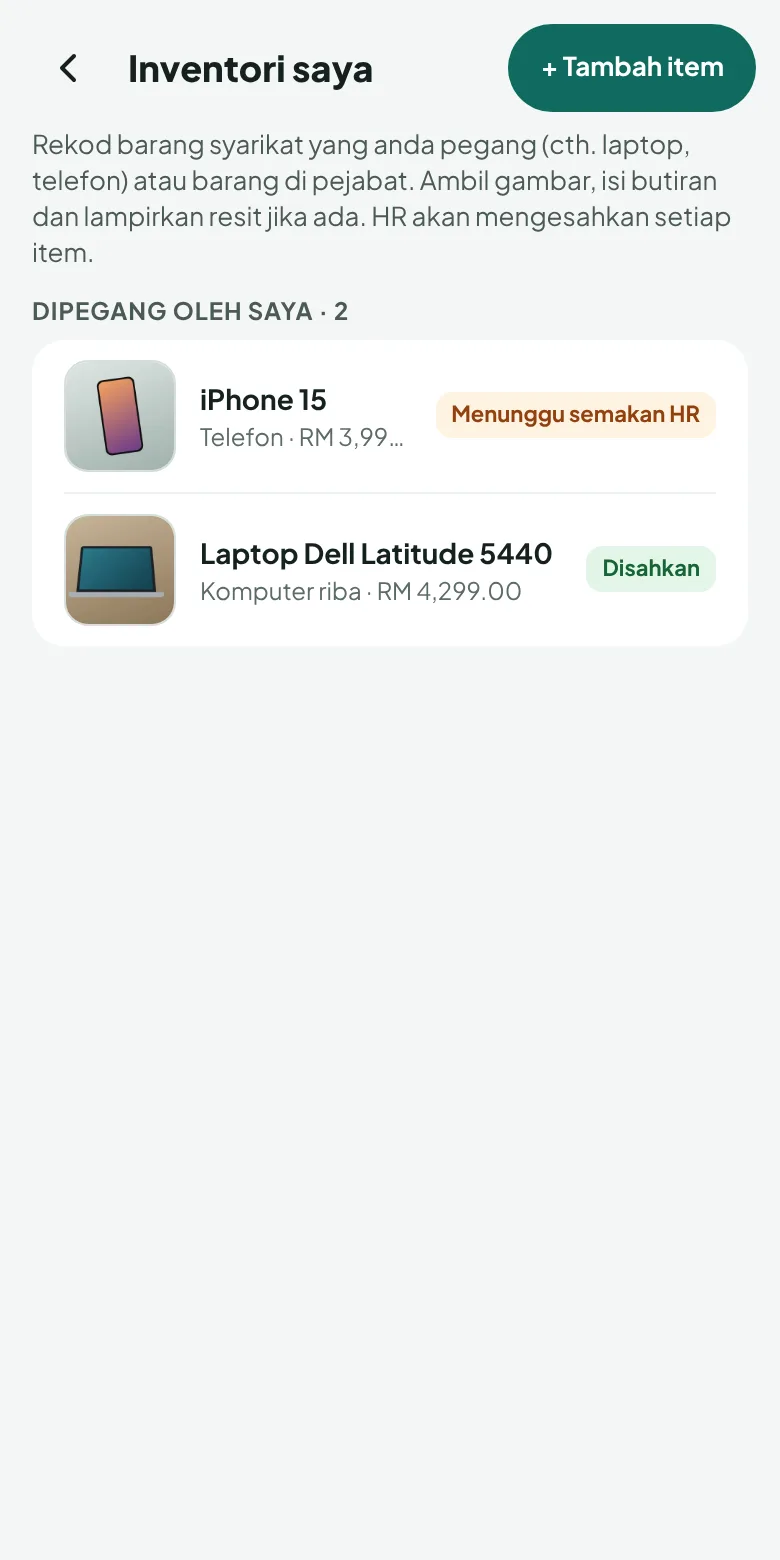 Inventori saya
+ Tambah item
Rekod barang syarikat yang anda pegang (cth. laptop,
telefon) atau barang di pejabat. Ambil gambar, isi butiran
dan lampirkan resit jika ada. HR akan mengesahkan setiap
item.
DIPEGANG OLEH SAYA · 2
iPhone 15
Telefon · RM 3,99...
Menunggu semakan HR
Laptop Dell Latitude 5440
Komputer riba · RM 4,299.00
Disahkan